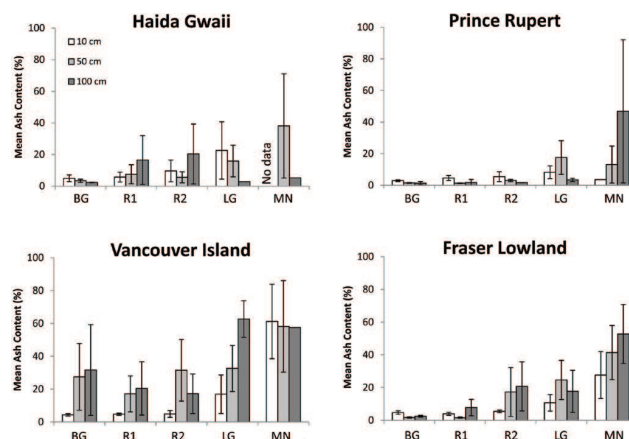 Haida Gwaii
Mean Ash Content (%)
100
80
60
40
20
0
10 cm
50 cm
100 cm
No data
BG R1 R2 LG MN
Prince Rupert
Mean Ash Content (%)
100
80
60
40
20
0
BG R1 R2 LG MN
Vancouver Island
Mean Ash Content (%)
100
80
60
40
20
0
BG R1 R2 LG MN
Fraser Lowland
Mean Ash Content (%)
100
80
60
40
20
0
BG R1 R2 LG MN